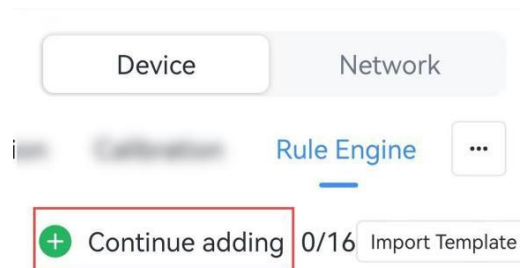 Device Network
Rule Engine ...
Continue adding 0/16 Import Template